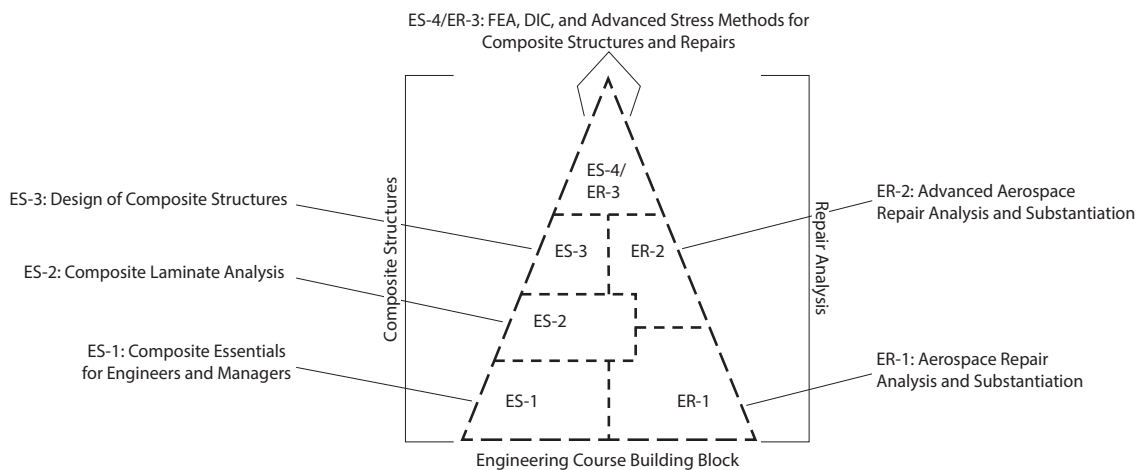 ES-4/ER-3: FEA, DIC, and Advanced Stress Methods for
Composite Structures and Repairs
ES-4/
ER-3
ES-3: Design of Composite Structures
ER-2: Advanced Aerospace
Repair Analysis and Substantiation
Composite Structures
Repair Analysis
ES-3
ER-2
ES-2: Composite Laminate Analysis
ES-2
ES-1: Composite Essentials
for Engineers and Managers
ER-1: Aerospace Repair
Analysis and Substantiation
ES-1
ER-1
Engineering Course Building Block